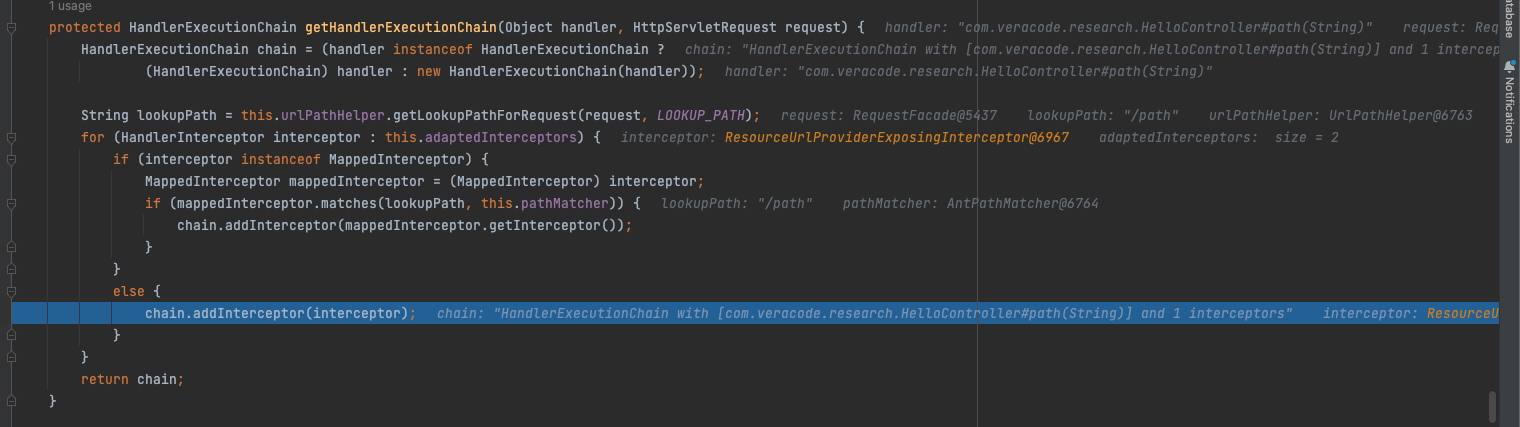 1 usage
protected HandlerExecutionChain getHandlerExecutionChain(Object handler, HttpServletRequest request) {   handler: "com.veracode.research.HelloController#path(String)"   request: Req
HandlerExecutionChain chain = (handler instanceof HandlerExecutionChain ?   chain: "HandlerExecutionChain with [com.veracode.research.HelloController#path(String)] and 1 intercep
(HandlerExecutionChain) handler : new HandlerExecutionChain(handler));   handler: "com.veracode.research.HelloController#path(String)"
String lookupPath = this.urlPathHelper.getLookupPathForRequest(request, LOOKUP_PATH);   request: RequestFacade@5437   lookupPath: "/path"   urlPathHelper: UrlPathHelper@6763
for (HandlerInterceptor interceptor : this.adaptedInterceptors) {   interceptor: ResourceUrlProviderExposingInterceptor@6967   adaptedInterceptors:  size = 2
if (interceptor instanceof MappedInterceptor) {
MappedInterceptor mappedInterceptor = (MappedInterceptor) interceptor;
if (mappedInterceptor.matches(lookupPath, this.pathMatcher)) {   lookupPath: "/path"   pathMatcher: AntPathMatcher@6764
chain.addInterceptor(mappedInterceptor.getInterceptor());
}
}
else {
chain.addInterceptor(interceptor);   chain: "HandlerExecutionChain with [com.veracode.research.HelloController#path(String)] and 1 interceptors"   interceptor: ResourceU
}
}
return chain;
}
atabase
Notifications